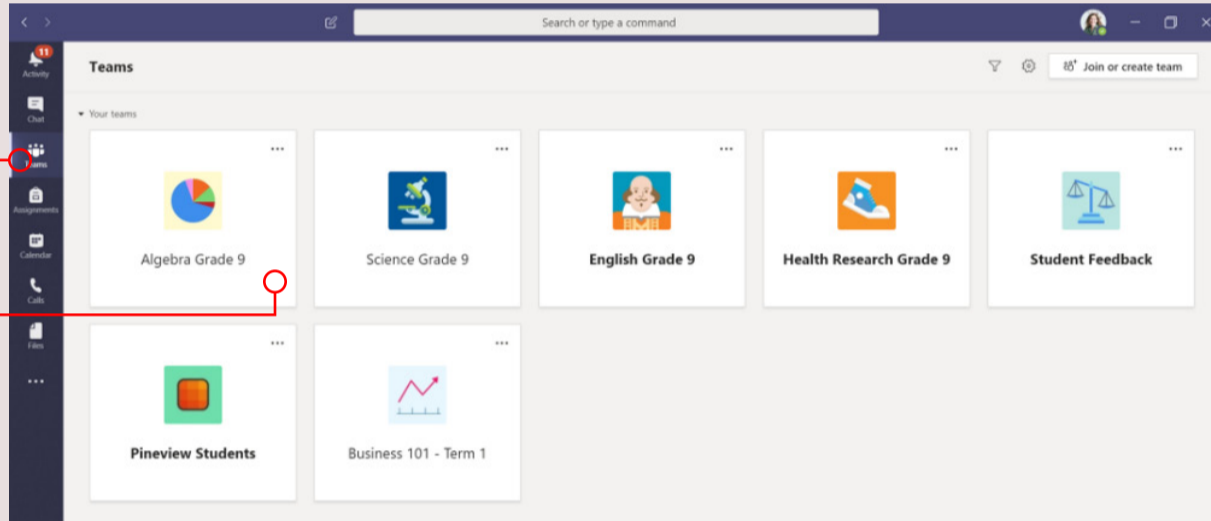 Search or type a command
11
Activity
Chat
Teams
Assignments
Calendar
Calls
Files
Teams
Join or create team
Your teams
Algebra Grade 9
Science Grade 9
English Grade 9
Health Research Grade 9
Student Feedback
Pineview Students
Business 101 - Term 1